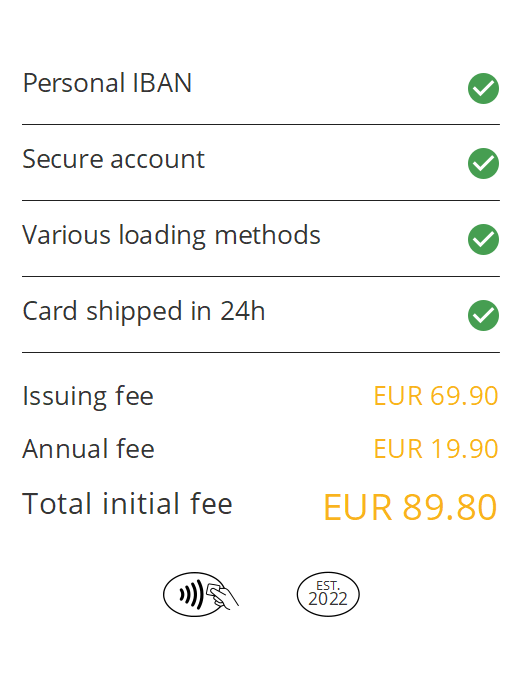 Personal IBAN
Secure account
Various loading methods
Card shipped in 24h
Issuing fee EUR 69.90
Annual fee EUR 19.90
Total initial fee EUR 89.80
EST.
2022